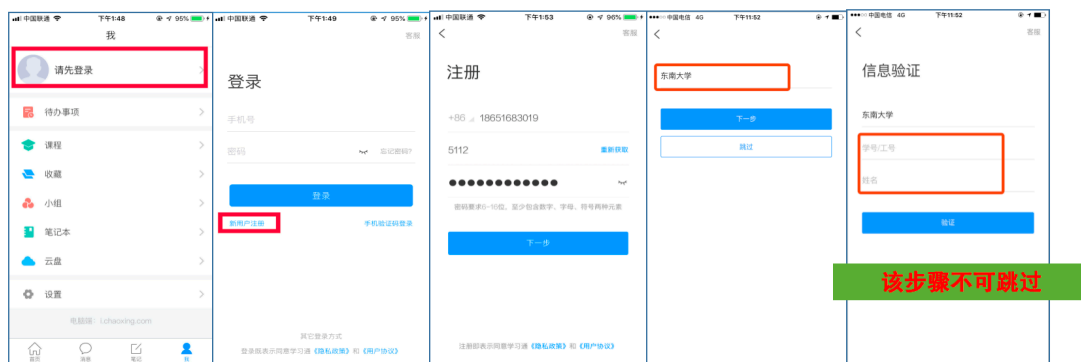 中国联通 下午1:48 95%
我
请先登录
待办事项
课程
收藏
小组
笔记本
云盘
设置
电脑端：i.chaoxing.com
首页 消息 笔记 我
中国联通 下午1:49 95%
客服
登录
手机号
密码 忘记密码?
登录
新用户注册 手机验证码登录
其它登录方式
登录既表示同意学习通《隐私政策》和《用户协议》
中国联通 下午1:53 96%
客服
注册
+86 18651683019
5112 重新获取
密码要求6-16位，至少包含数字、字母、符号两种元素
下一步
注册即表示同意学习通《隐私政策》和《用户协议》
中国电信 4G 下午11:52
东南大学
下一步
跳过
中国电信 4G 下午11:52
客服
信息验证
东南大学
学号/工号
姓名
验证
该步骤不可跳过